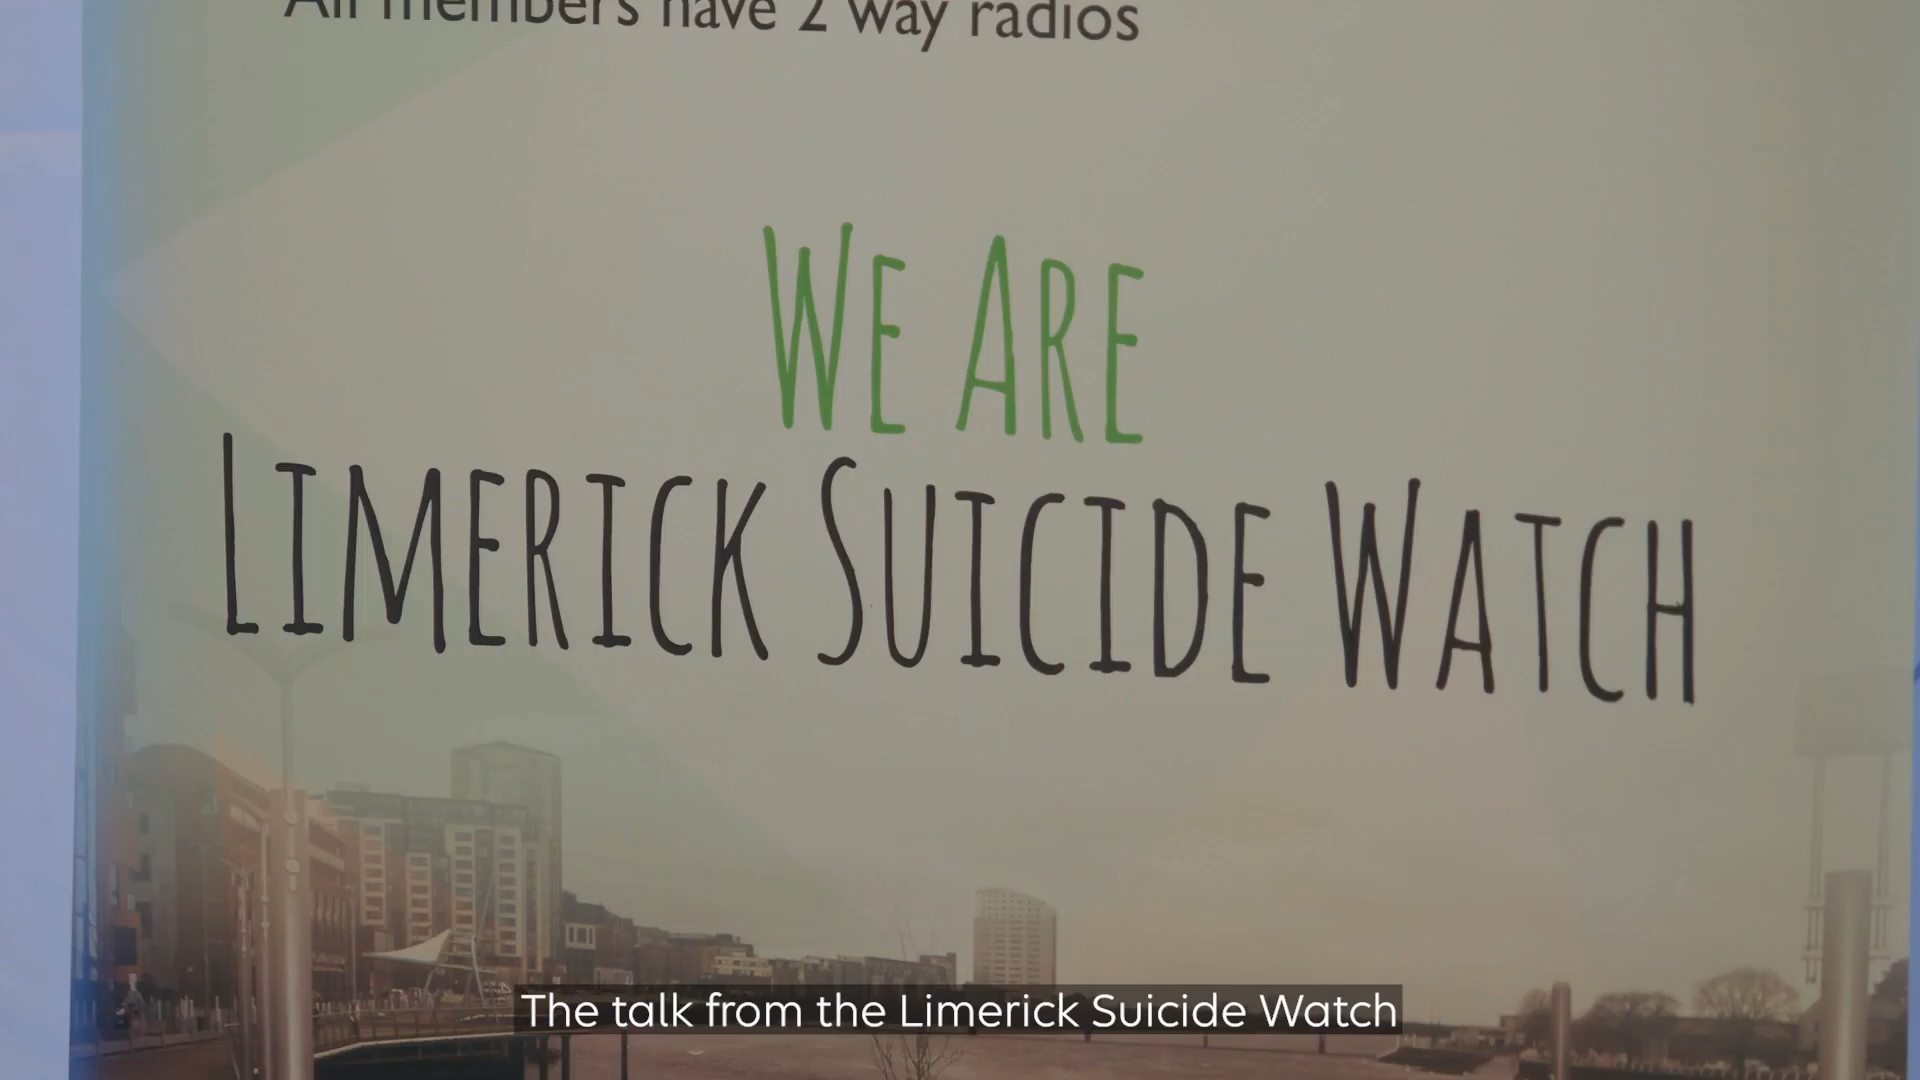 All members have 2 way radios
WE ARE
LIMERICK SUICIDE WATCH
The talk from the Limerick Suicide Watch